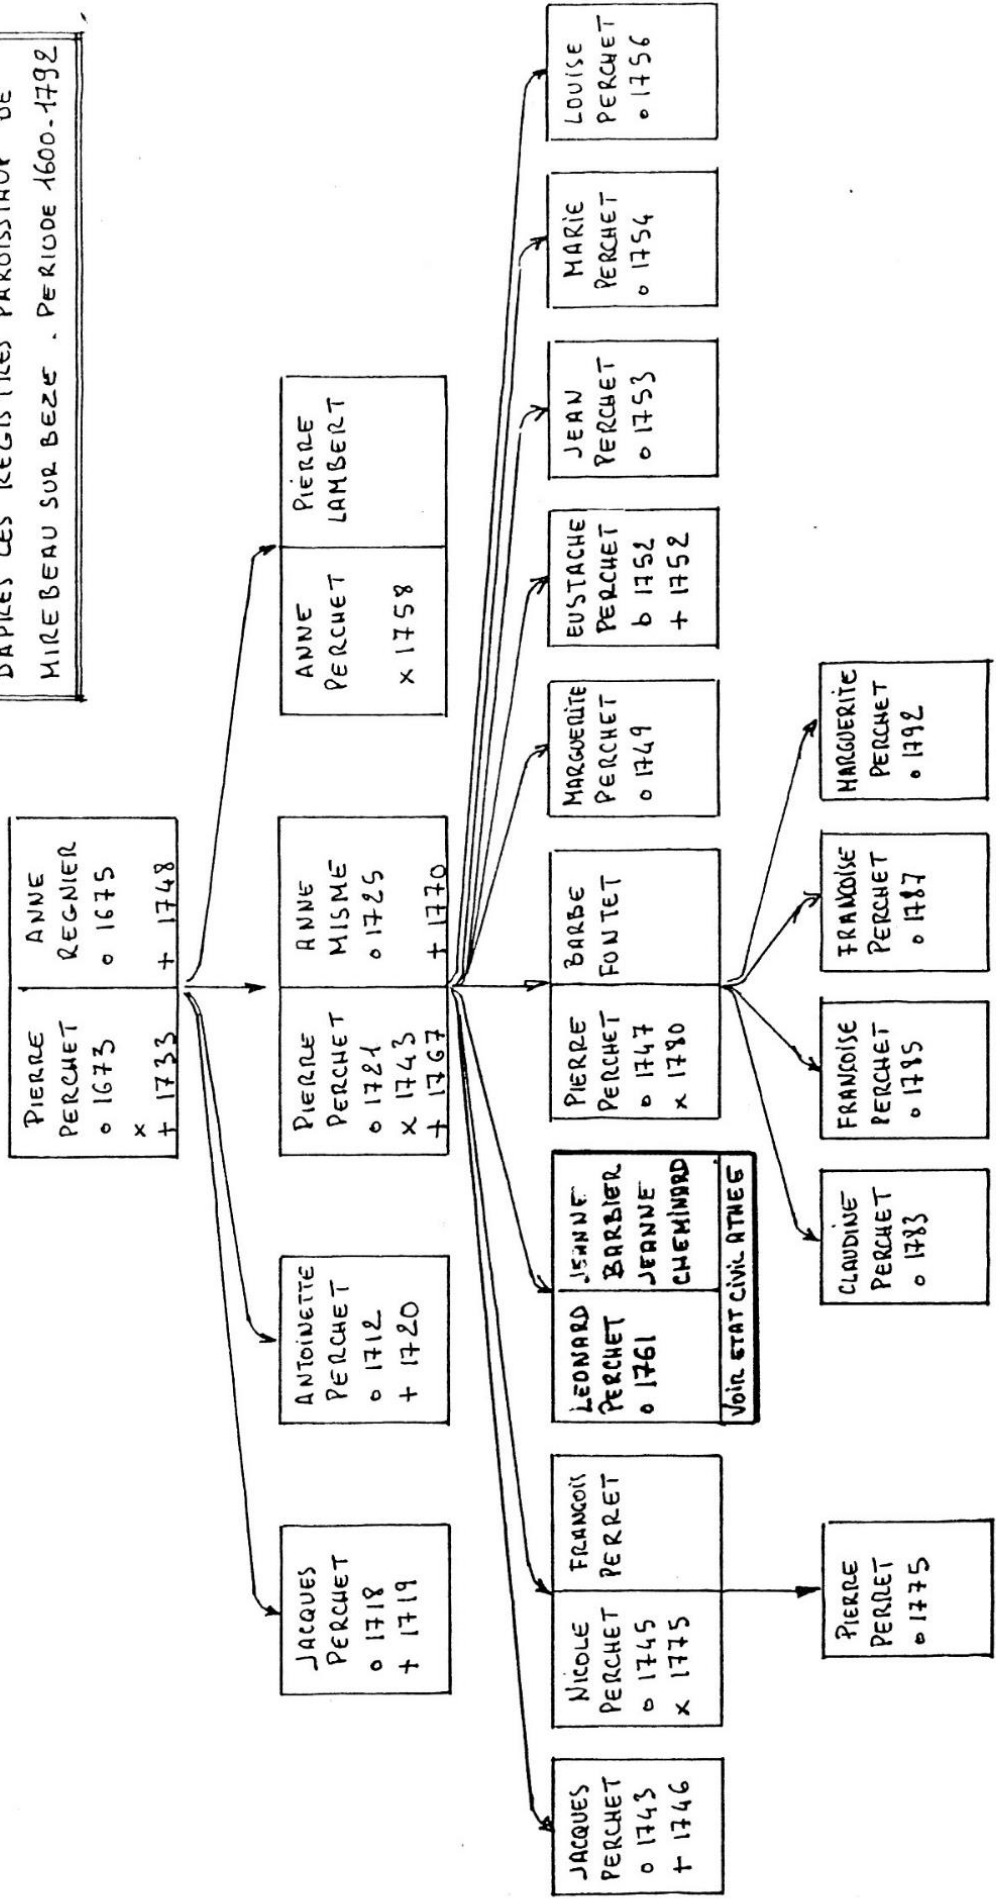 DAPRES LES REGISTRES PAROISSIAUX DE
MIREBEAU SUR BEZE . PERIODE 1600-1792
PIERRE
PERCHET
o 1673
x
+ 1733
ANNE
REGNIER
o 1675
+ 1748
JACQUES
PERCHET
o 1718
+ 1719
ANTOINETTE
PERCHET
o 1712
+ 1720
PIERRE
PERCHET
o 1721
x 1743
+ 1767
ANNE
MISME
o 1725
+ 1770
ANNE
PERCHET
x 1758
PIERRE
LAMBERT
JACQUES
PERCHET
o 1743
+ 1746
NICOLE
PERCHET
o 1745
x 1775
FRANÇOIS
PERRET
LEONARD
PERCHET
o 1761
JEANNE
BARBIER
JEANNE
CHEMINARD
VOIR ETAT CIVIL ATHEE
PIERRE
PERCHET
o 1747
x 1780
BARBE
FONTET
MARGUERITE
PERCHET
o 1749
EUSTACHE
PERCHET
b 1752
+ 1752
JEAN
PERCHET
o 1753
MARIE
PERCHET
o 1754
LOUISE
PERCHET
o 1756
PIERRE
PERRET
o 1775
CLAUDINE
PERCHET
o 1783
FRANÇOISE
PERCHET
o 1785
FRANCOISE
PERCHET
o 1787
MARGUERITE
PERCHET
o 1792